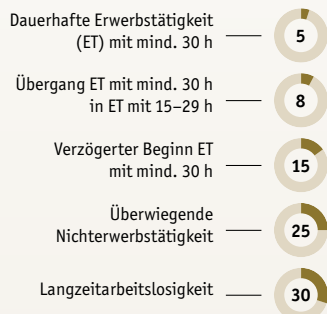 Dauerhafte Erwerbstätigkeit
(ET) mit mind. 30 h
5
Übergang ET mit mind. 30 h
in ET mit 15–29 h
8
Verzögerter Beginn ET
mit mind. 30 h
15
Überwiegende
Nichterwerbstätigkeit
25
Langzeitarbeitslosigkeit
30